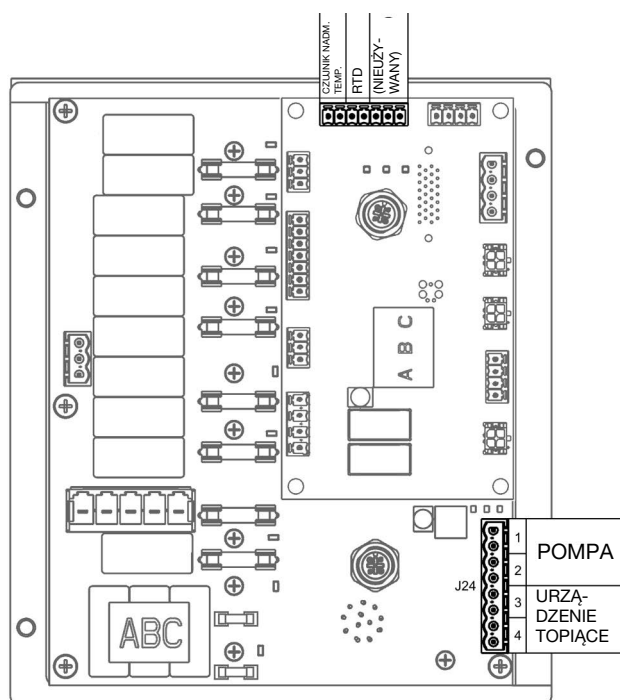 CZUJNIK NADM.
TEMP.
RTD
(NIEUŻY-
WANY)
A B C
J24
1
POMPA
2
3
URZĄ-
DZENIE
TOPIĄCE
4
ABC